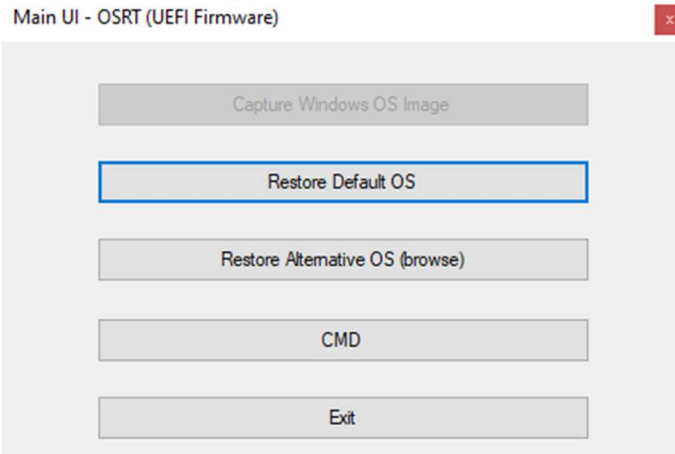 Main UI - OSRT (UEFI Firmware)
x
Capture Windows OS Image
Restore Default OS
Restore Alternative OS (browse)
CMD
Exit